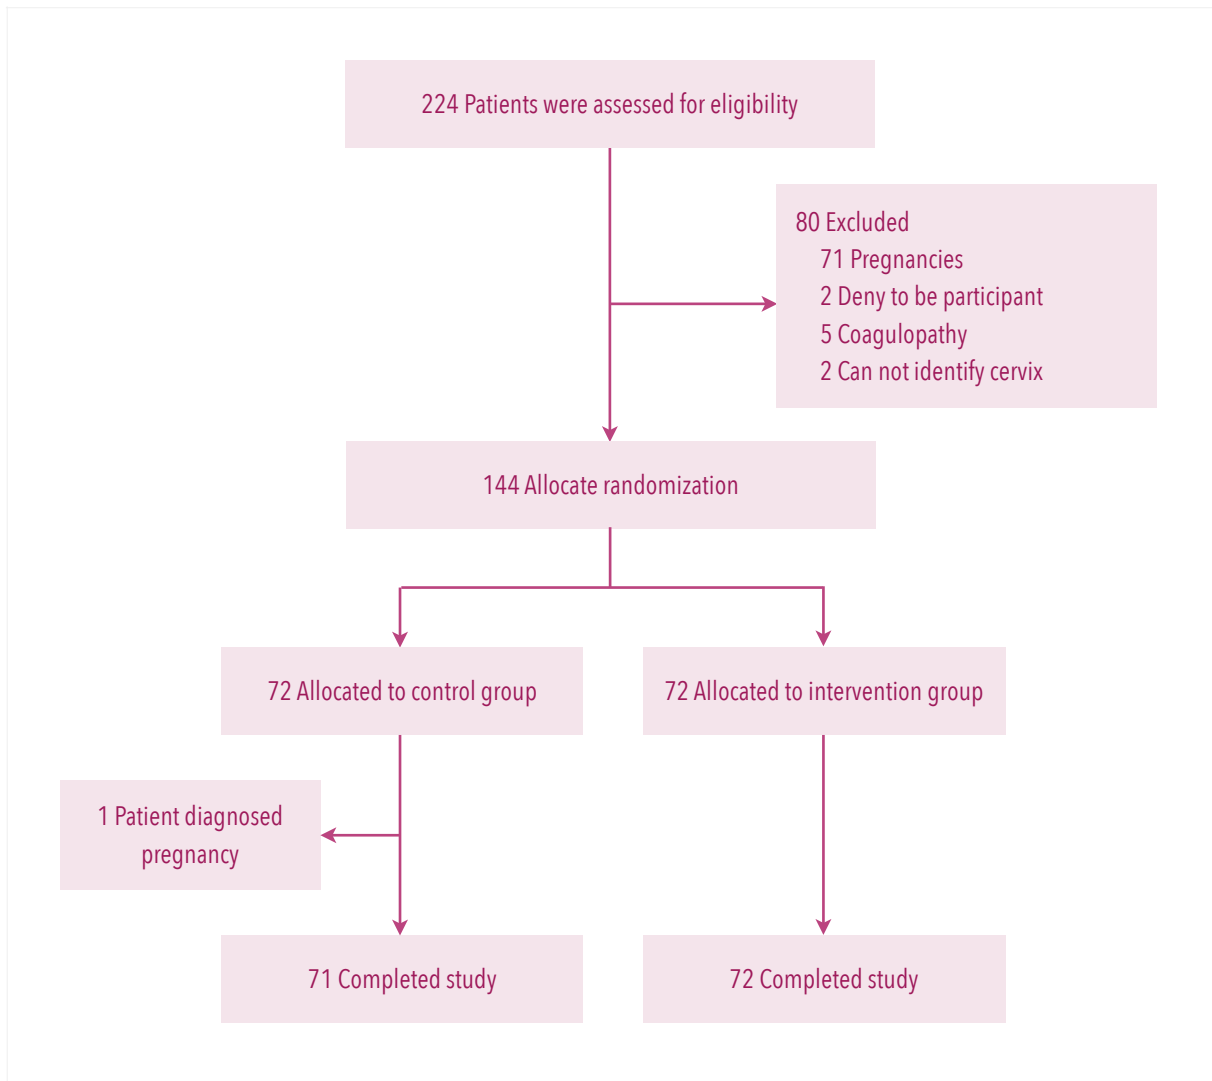 224 Patients were assessed for eligibility
80 Excluded
71 Pregnancies
2 Deny to be participant
5 Coagulopathy
2 Can not identify cervix
144 Allocate randomization
72 Allocated to control group
72 Allocated to intervention group
1 Patient diagnosed
pregnancy
71 Completed study
72 Completed study